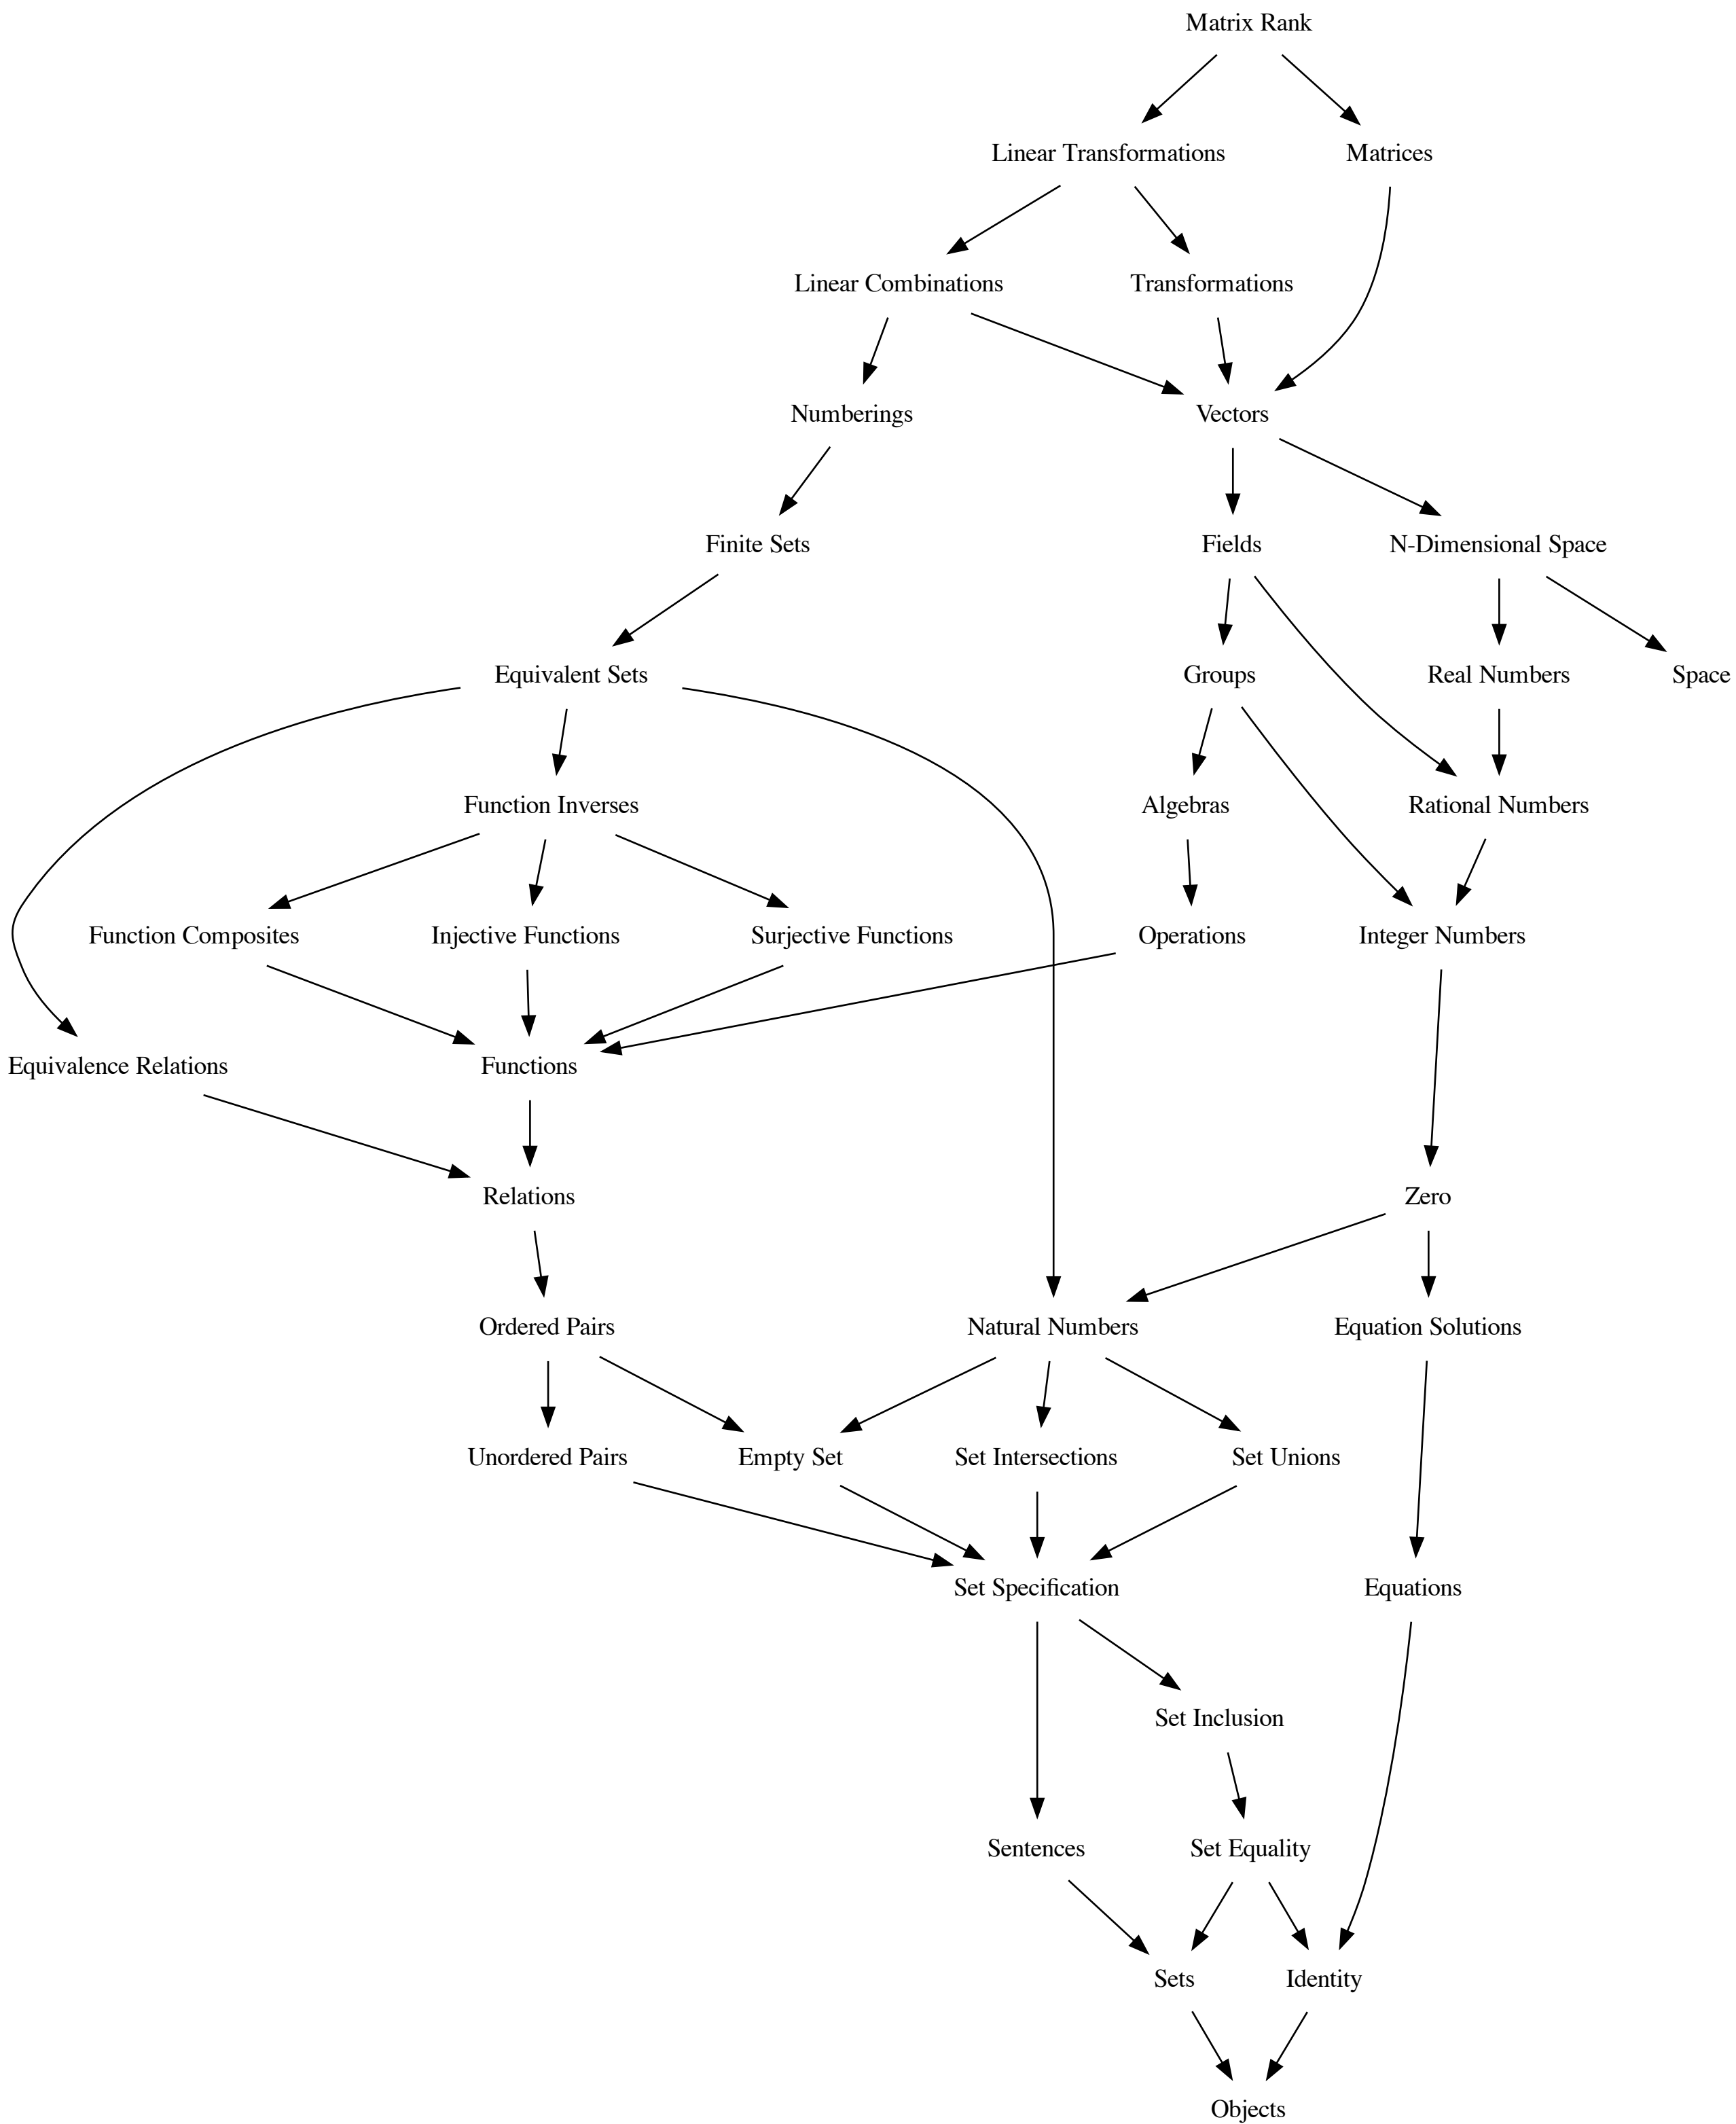 Matrix Rank
Linear Transformations
Matrices
Linear Combinations
Transformations
Numberings
Vectors
Finite Sets
Fields
N-Dimensional Space
Equivalent Sets
Groups
Real Numbers
Space
Function Inverses
Algebras
Rational Numbers
Function Composites
Injective Functions
Surjective Functions
Operations
Integer Numbers
Equivalence Relations
Functions
Relations
Zero
Ordered Pairs
Natural Numbers
Equation Solutions
Unordered Pairs
Empty Set
Set Intersections
Set Unions
Set Specification
Equations
Set Inclusion
Sentences
Set Equality
Sets
Identity
Objects